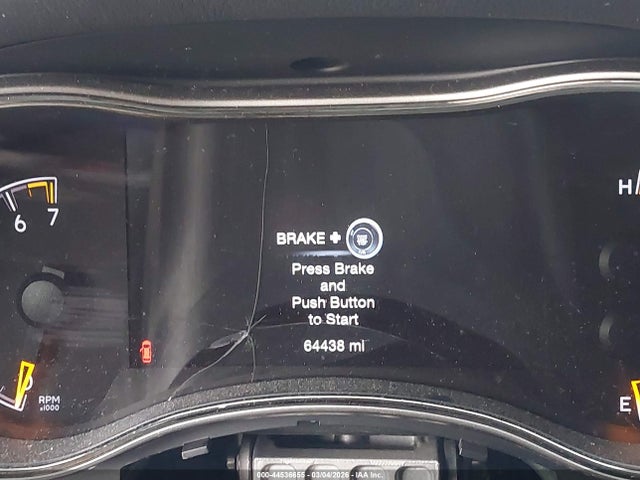 H
6 7
BRAKE +
Press Brake
and
Push Button
to Start
64438 mi
RPM
x1000
E
000-44536655 - 03/04/2026 - IAA Inc.